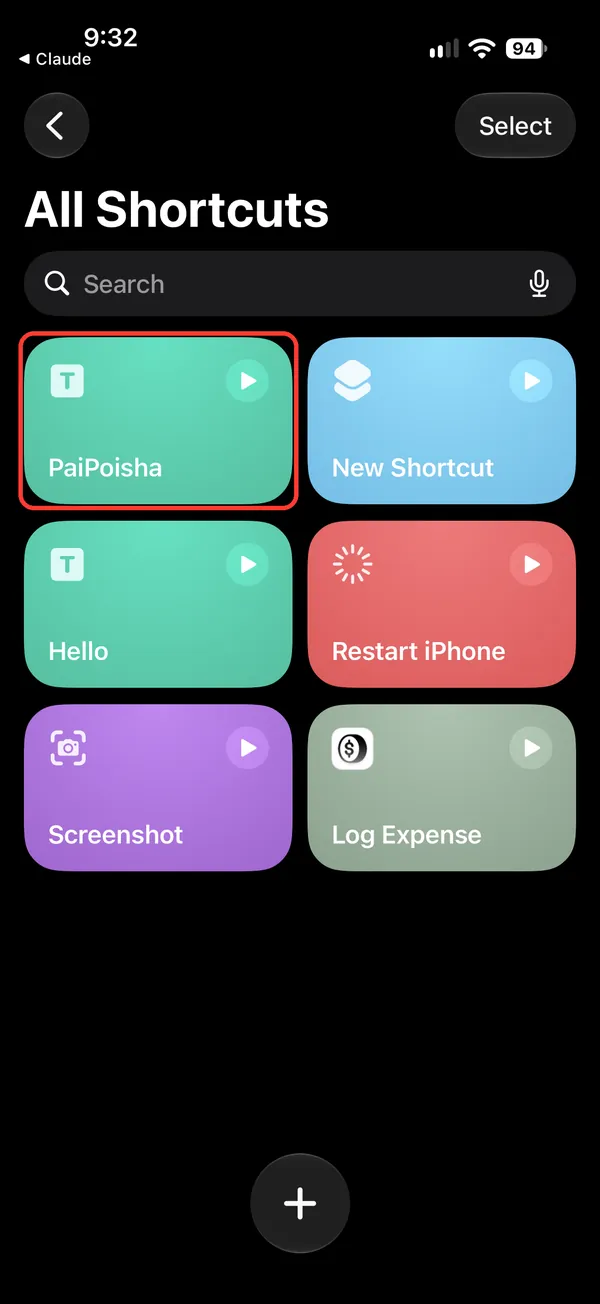 9:32
94
◀ Claude
Select
All Shortcuts
Search
T
PaiPoisha
New Shortcut
T
Hello
Restart iPhone
Screenshot
$
Log Expense